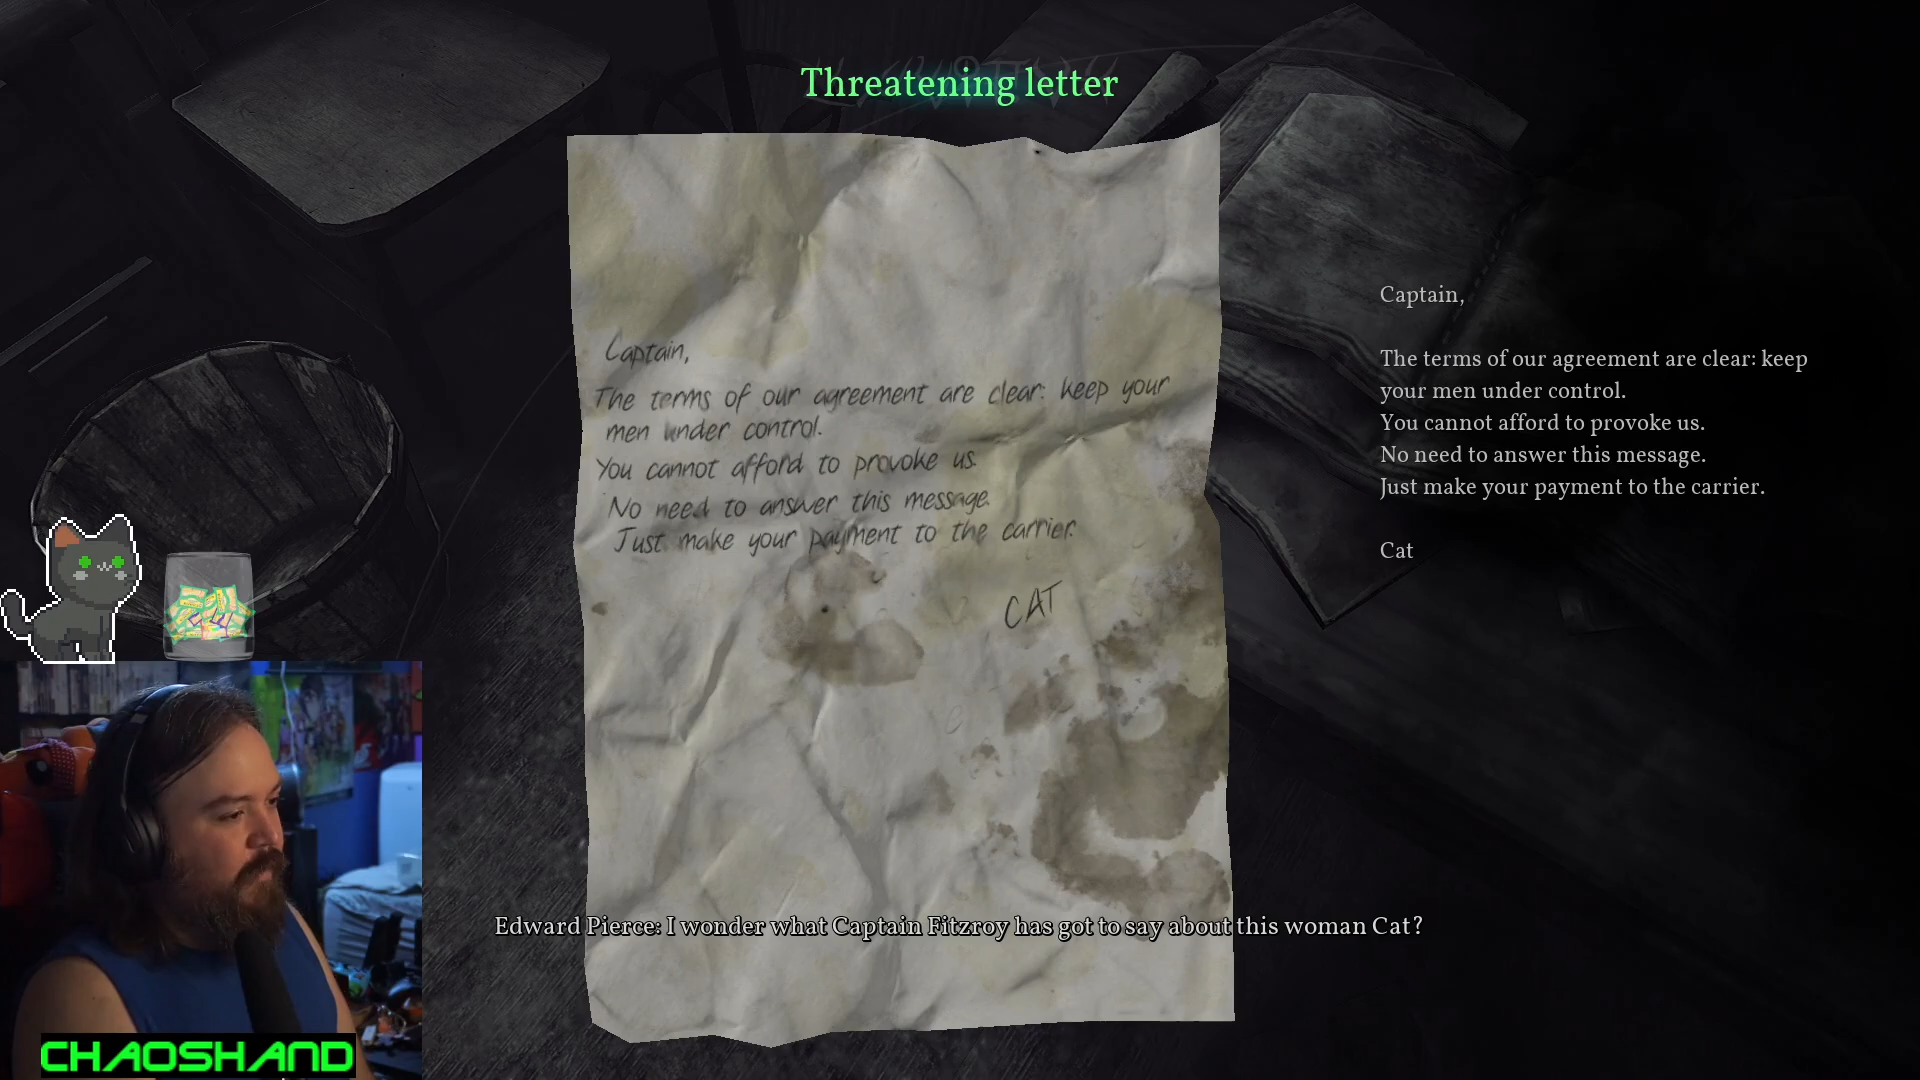 Threatening letter
Captain,
The terms of our agreement are clear: keep your
men under control.
You cannot afford to provoke us.
No need to answer this message.
Just make your payment to the carrier.
CAT
Captain,
The terms of our agreement are clear: keep
your men under control.
You cannot afford to provoke us.
No need to answer this message.
Just make your payment to the carrier.
Cat
Edward Pierce: I wonder what Captain Fitzroy has got to say about this woman Cat?
CHAOSHAND